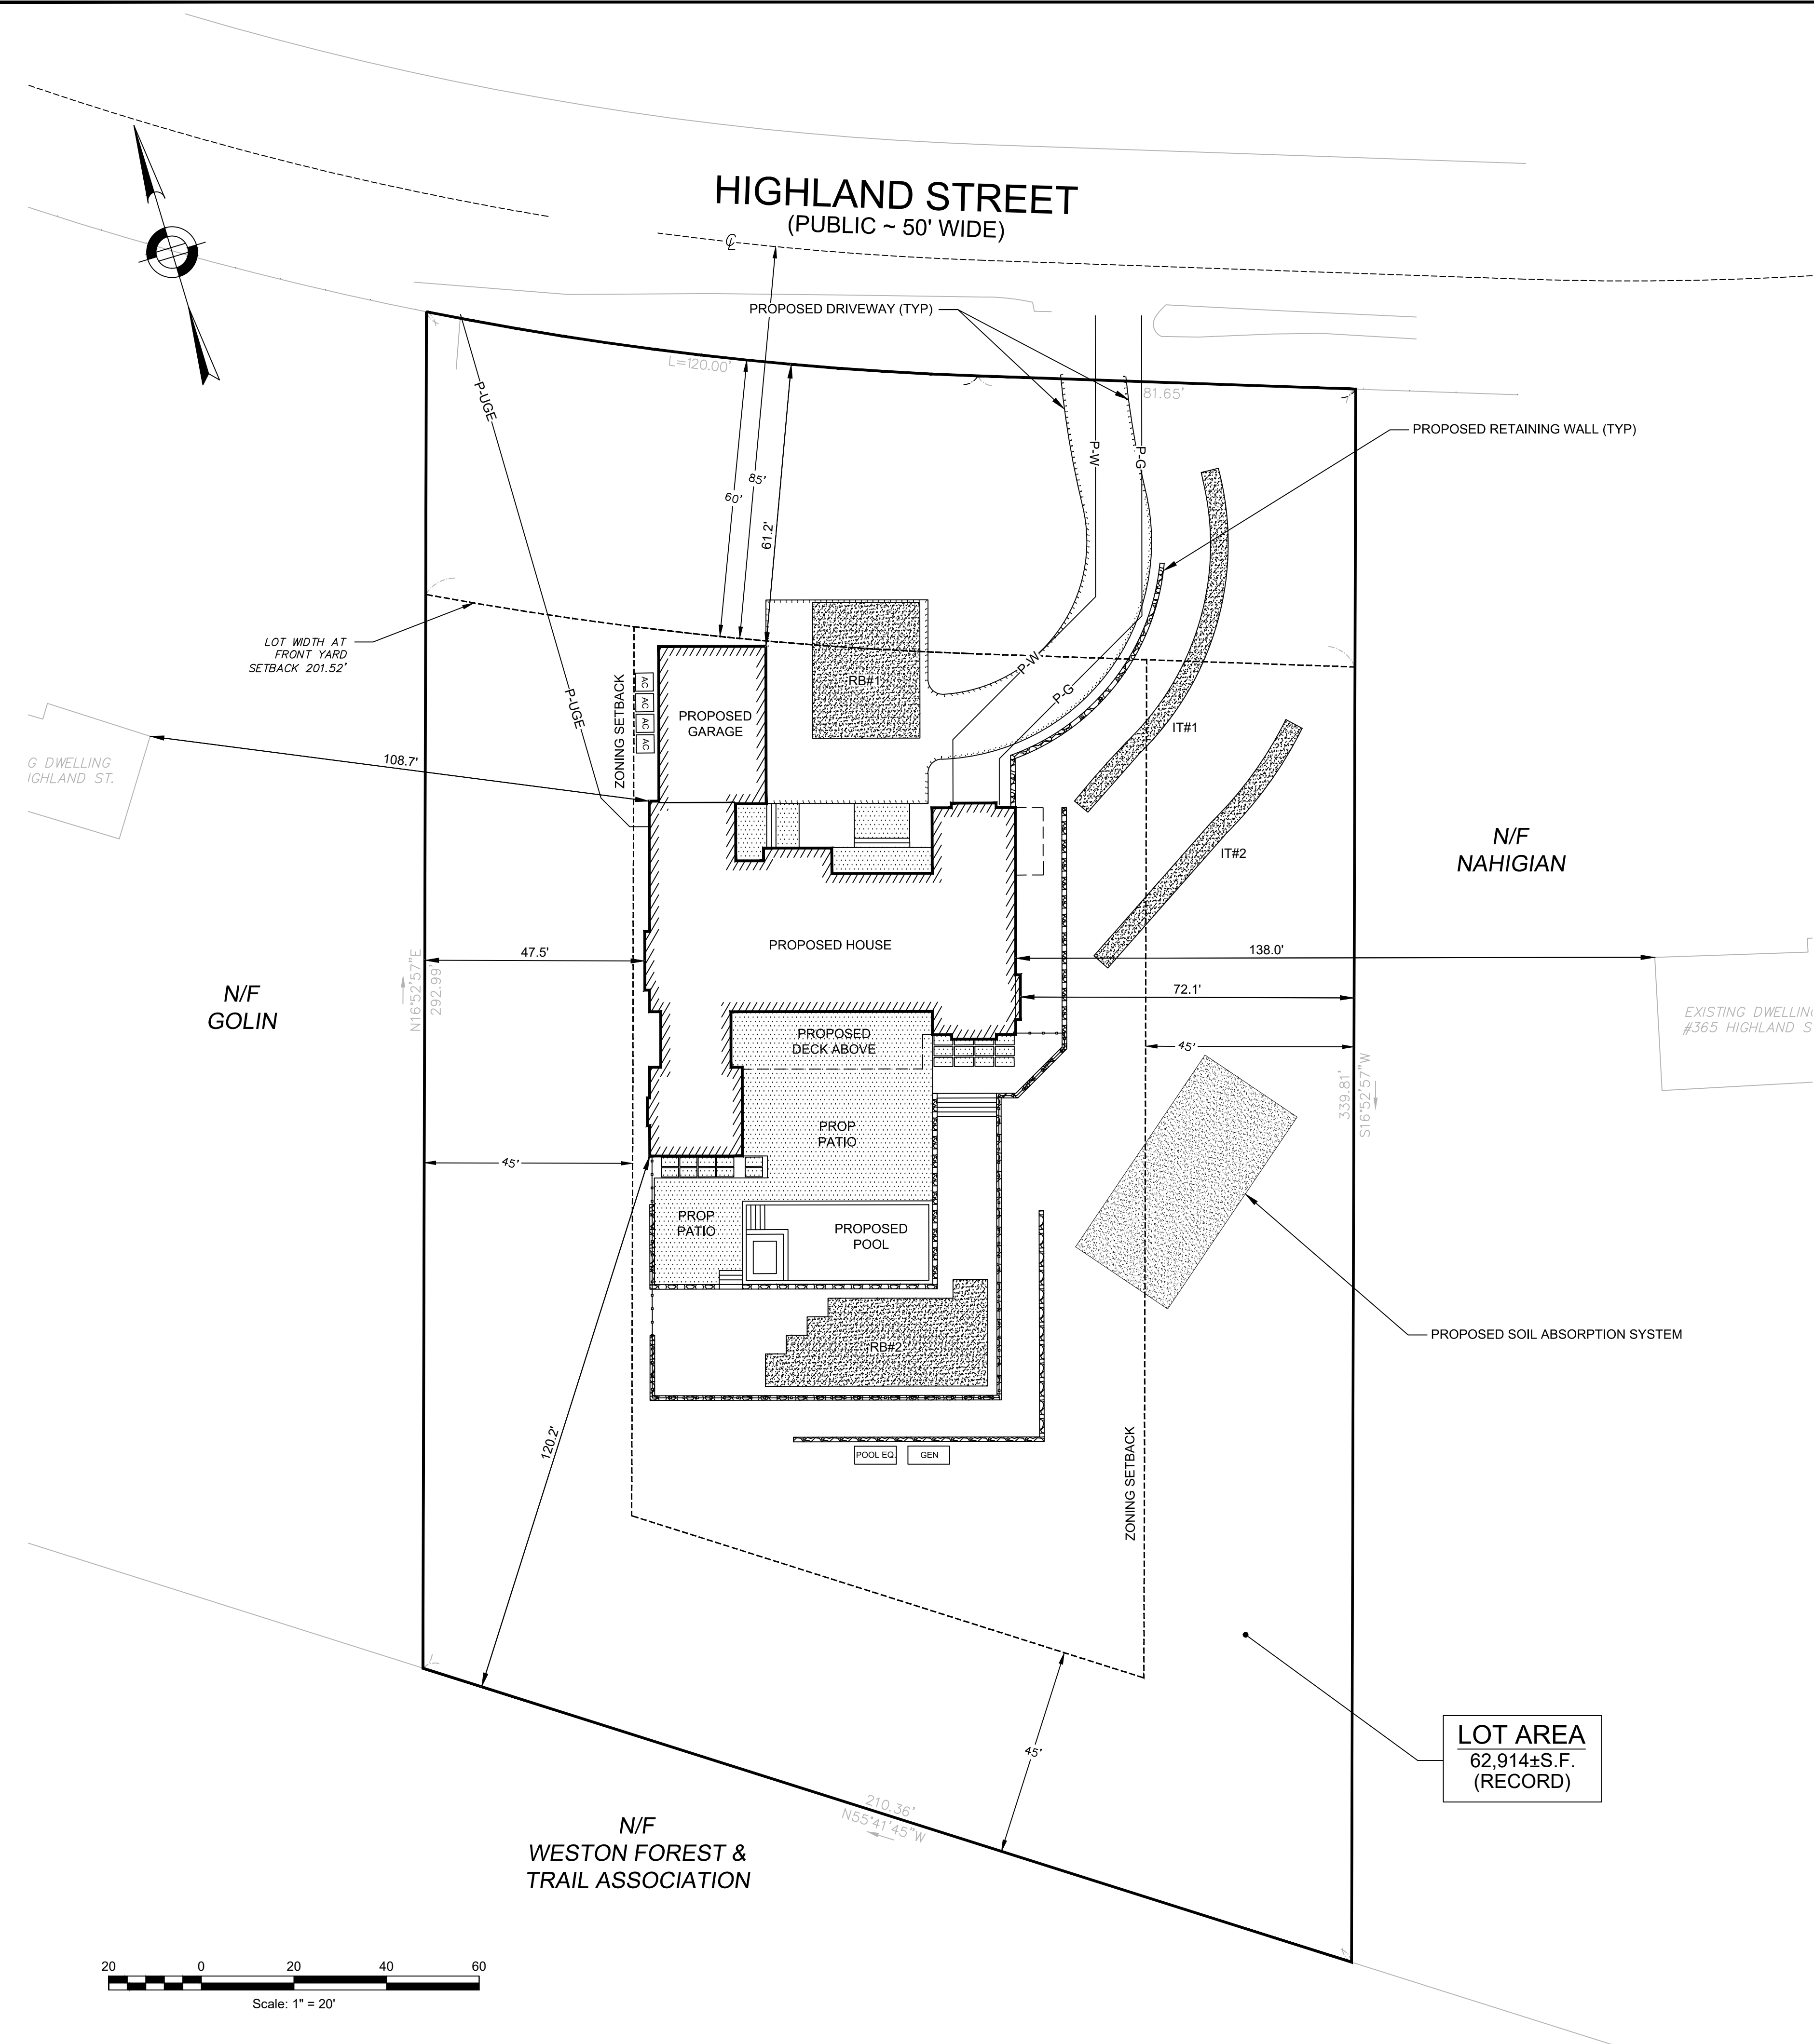 HIGHLAND STREET
(PUBLIC ~ 50' WIDE)
℄
PROPOSED DRIVEWAY (TYP)
L=120.00'
81.65'
P-UGE
PROPOSED RETAINING WALL (TYP)
P-W
P-G
85'
60'
61.2'
LOT WIDTH AT
FRONT YARD
SETBACK 201.52'
ZONING SETBACK
AC
AC
AC
AC
P-W
RB#1
P-G
P-UGE
PROPOSED
GARAGE
IT#1
G DWELLING
IGHLAND ST.
108.7'
IT#2
N/F
NAHIGIAN
PROPOSED HOUSE
47.5'
138.0'
N16°52'57"E
292.99'
N/F
GOLIN
72.1'
EXISTING DWELLING
#365 HIGHLAND S
PROPOSED
DECK ABOVE
45'
339.81'
S16°52'57"W
PROP
PATIO
45'
PROP
PATIO
PROPOSED
POOL
PROPOSED SOIL ABSORPTION SYSTEM
RB#2
120.2'
POOL EQ.
GEN
ZONING SETBACK
LOT AREA
62,914±S.F.
(RECORD)
45'
210.36'
N55°41'45"W
N/F
WESTON FOREST &
TRAIL ASSOCIATION
20 0 20 40 60
Scale: 1" = 20'